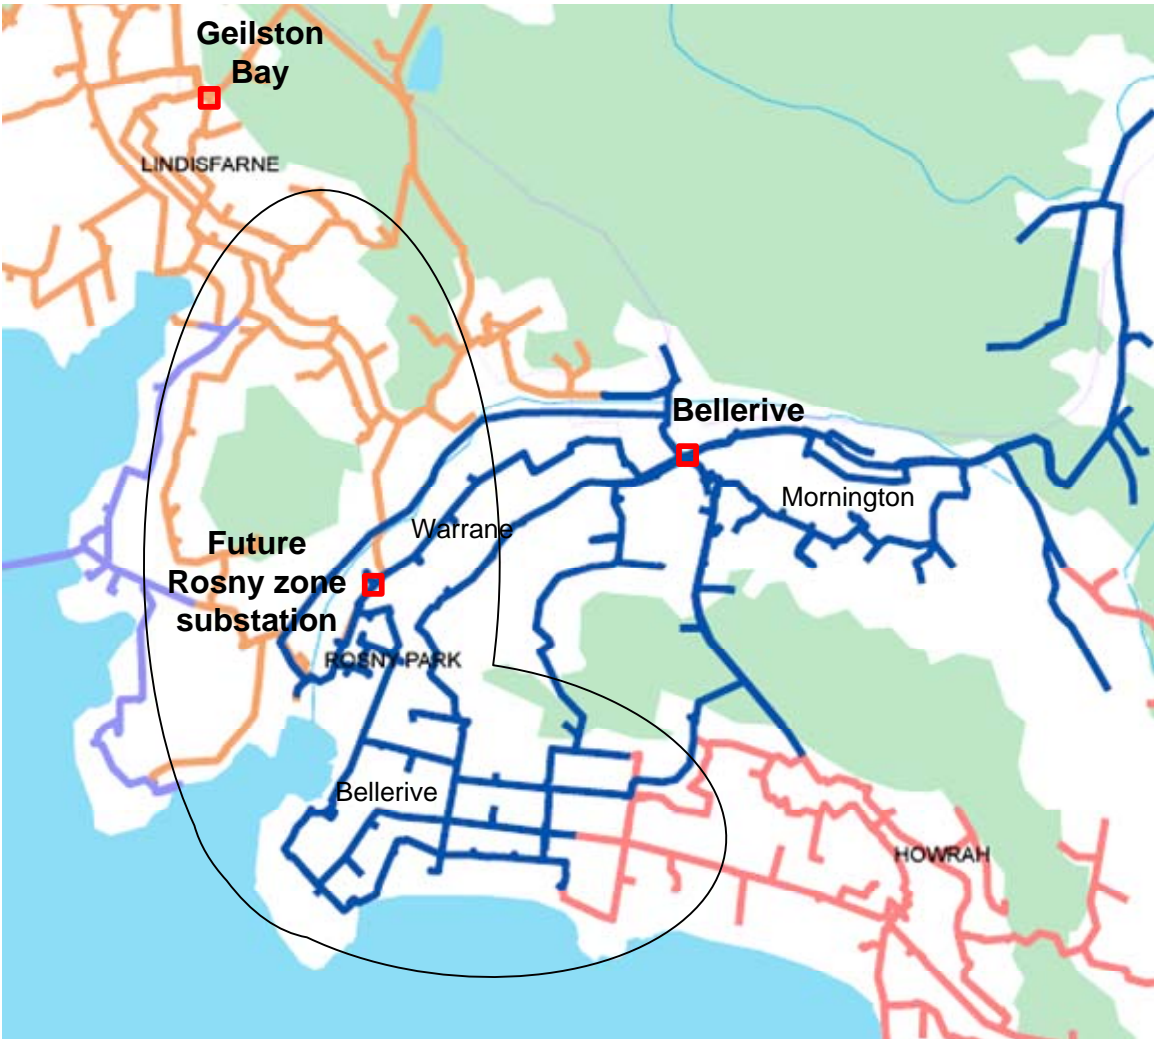 Geilston
Bay
LINDISFARNE
Bellerive
Mornington
Warrane
Future
Rosny zone
substation
ROSNY PARK
Bellerive
HOWRAH